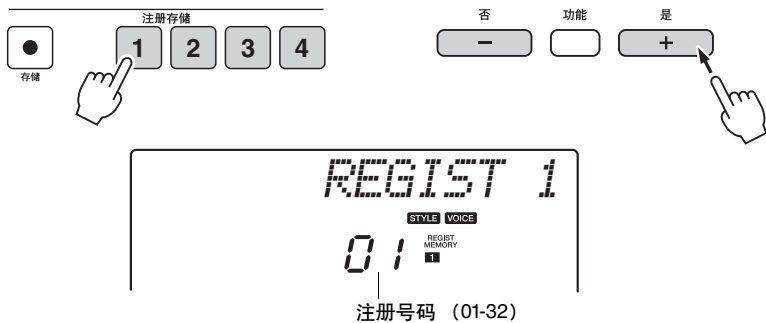 注册存储
存储
1 2 3 4
否 功能 是
− +
REGIST 1
STYLE VOICE
01
REGIST
MEMORY
1
注册号码 （01-32）